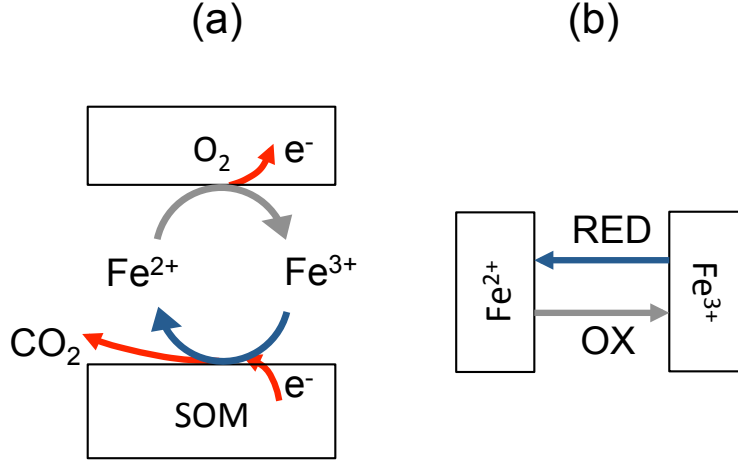 (a)
(b)
O₂
e⁻
Fe²⁺
Fe³⁺
CO₂
e⁻
SOM
RED
Fe²⁺
Fe³⁺
OX